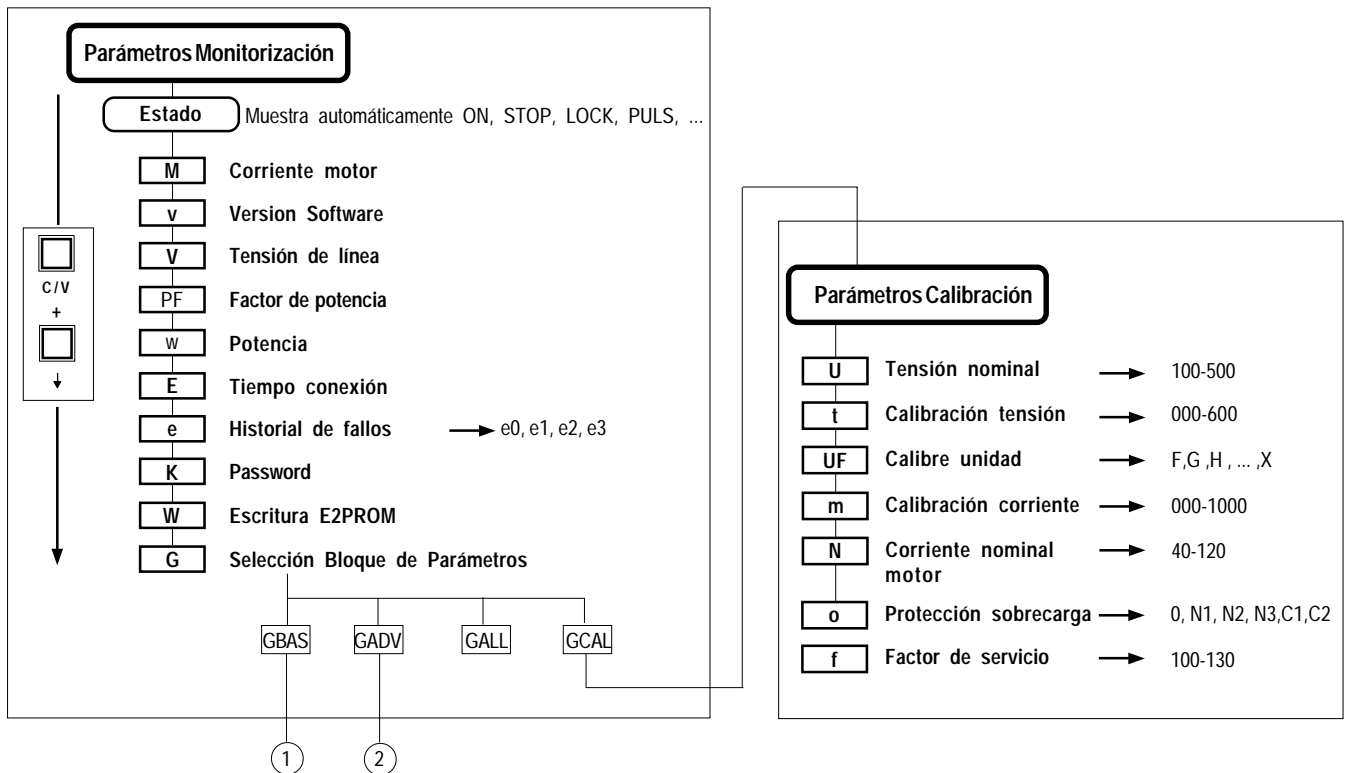 Parámetros Monitorización
Estado Muestra automáticamente ON, STOP, LOCK, PULS, ...
M Corriente motor
v Version Software
V Tensión de línea
PF Factor de potencia
w Potencia
E Tiempo conexión
e Historial de fallos e0, e1, e2, e3
K Password
W Escritura E2PROM
G Selección Bloque de Parámetros
C/V
+
GBAS GADV GALL GCAL
1 2
Parámetros Calibración
U Tensión nominal 100-500
t Calibración tensión 000-600
UF Calibre unidad F,G ,H , ... ,X
m Calibración corriente 000-1000
N Corriente nominal 40-120
motor
o Protección sobrecarga 0, N1, N2, N3,C1,C2
f Factor de servicio 100-130